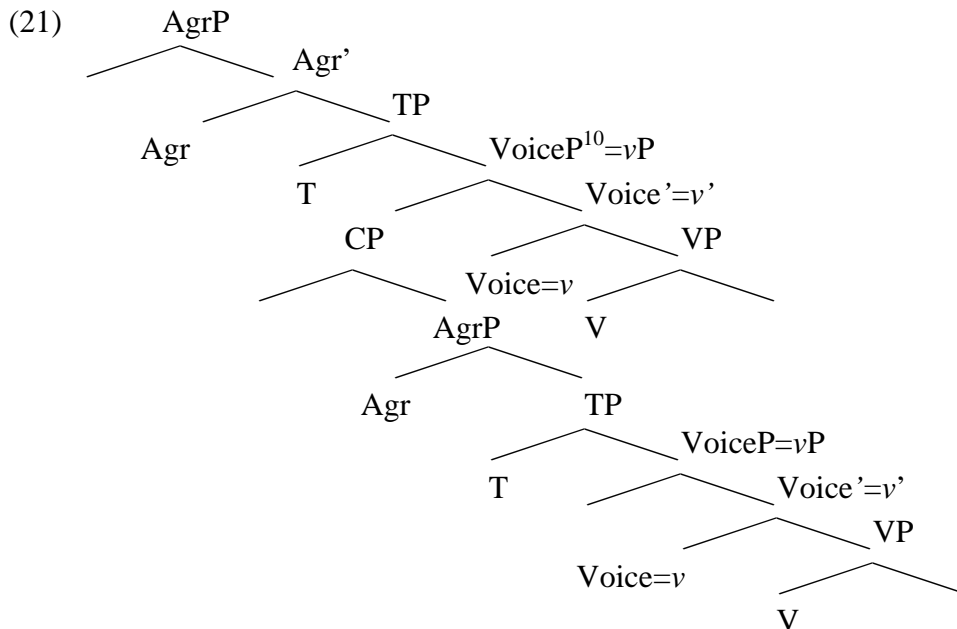 (21) AgrP
Agr’
TP
Agr
VoiceP10=vP
T
Voice’=v’
CP VP
Voice=v
AgrP V
Agr TP
VoiceP=vP
T
Voice’=v’
VP
Voice=v
V